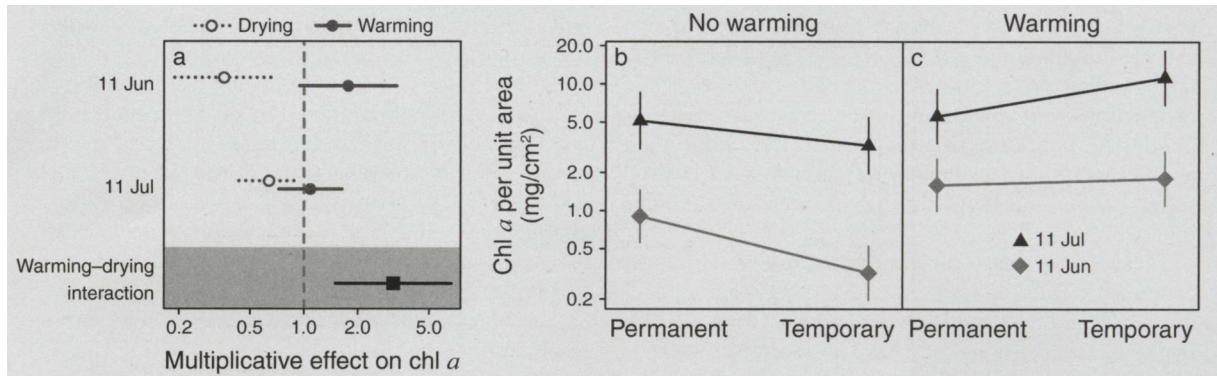 Drying Warming
a
11 Jun
11 Jul
Warming–drying
interaction
0.2 0.5 1.0 2.0 5.0
Multiplicative effect on chl a
No warming Warming
b c
Chl a per unit area
(mg/cm²)
20.0
10.0
5.0
2.0
1.0
0.5
0.2
11 Jul
11 Jun
Permanent Temporary Permanent Temporary